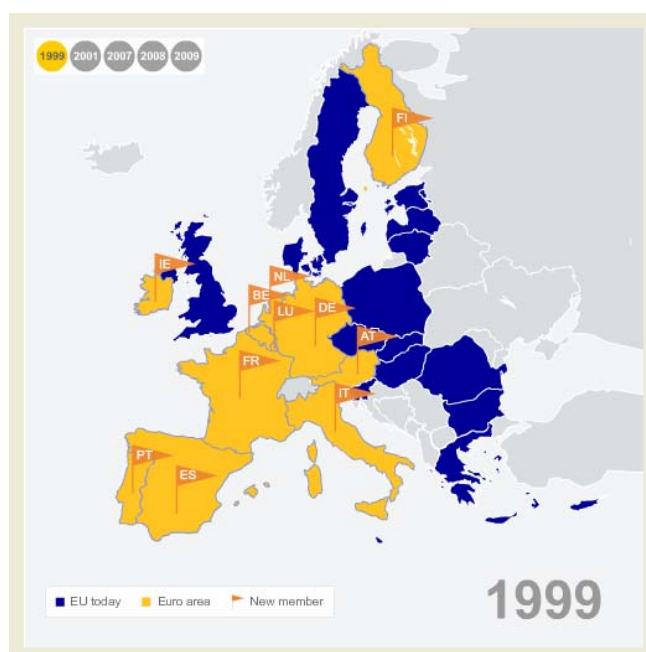 1999 2001 2007 2008 2009
FI
IE
NL
BE
LU
DE
AT
FR
IT
PT
ES
EU today Euro area New member
1999